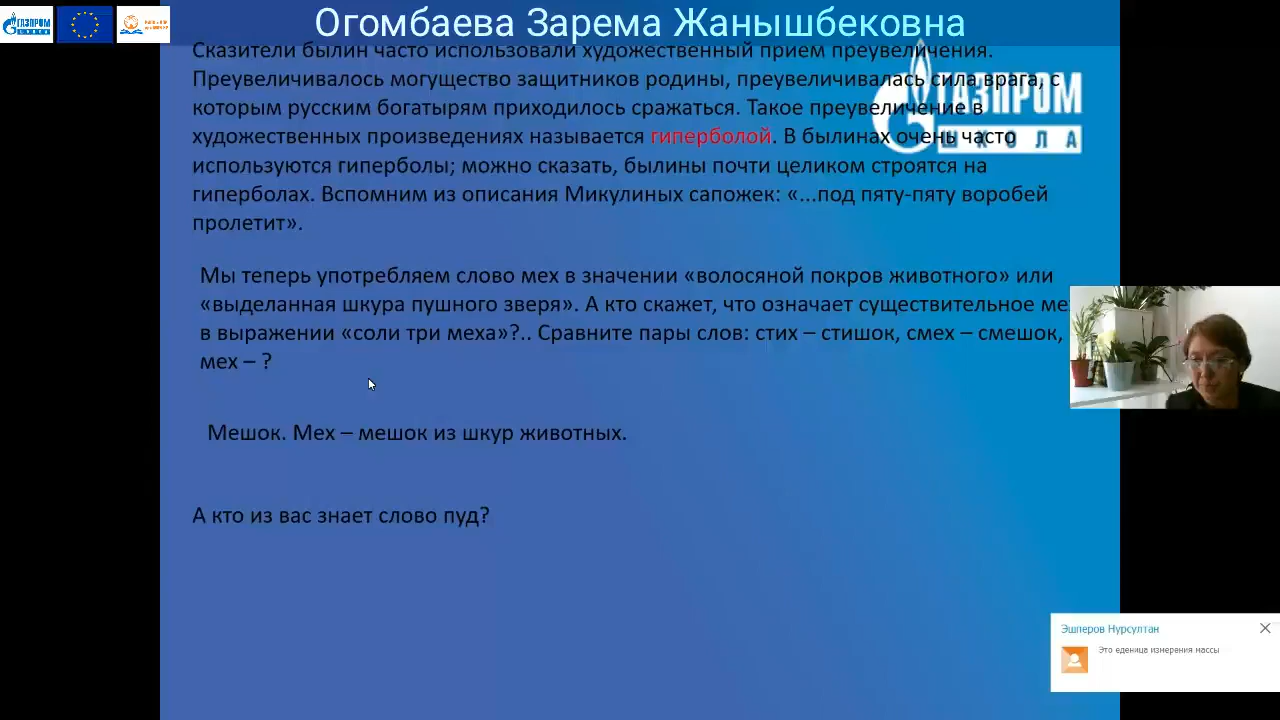 ГАЗПРОМ
ШКОЛА
Огомбаева Зарема Жанышбековна
Сказители былин часто использовали художественный прием преувеличения.
Преувеличивалось могущество защитников родины, преувеличивалась сила врага, с
которым русским богатырям приходилось сражаться. Такое преувеличение в
художественных произведениях называется гиперболой. В былинах очень часто
используются гиперболы; можно сказать, былины почти целиком строятся на
гиперболах. Вспомним из описания Микулиных сапожек: «...под пяту-пяту воробей
пролетит».
ГАЗПРОМ
ШКОЛА
Мы теперь употребляем слово мех в значении «волосяной покров животного» или
«выделанная шкура пушного зверя». А кто скажет, что означает существительное ме
в выражении «соли три меха»?.. Сравните пары слов: стих – стишок, смех – смешок,
мех – ?
Мешок. Мех – мешок из шкур животных.
А кто из вас знает слово пуд?
Эшперов Нурсултан
Это еденица измерения массы